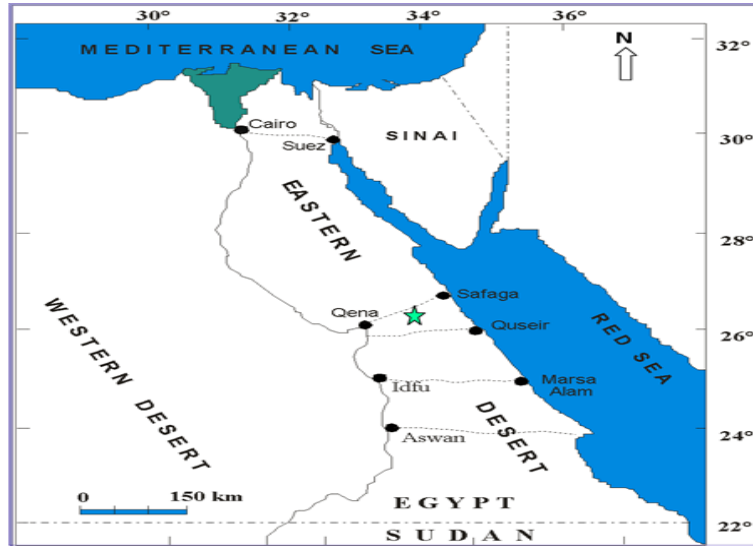 30° 32° 34° 36°
MEDITERRANEAN SEA
N
32°
Cairo
30°
Suez
SINAI
EASTERN
28°
Safaga
Qena
Quseir
26°
WESTERN DESERT
RED SEA
Idfu
Marsa
Alam
DESERT
Aswan
24°
0 150 km
EGYPT
22°
SUDAN